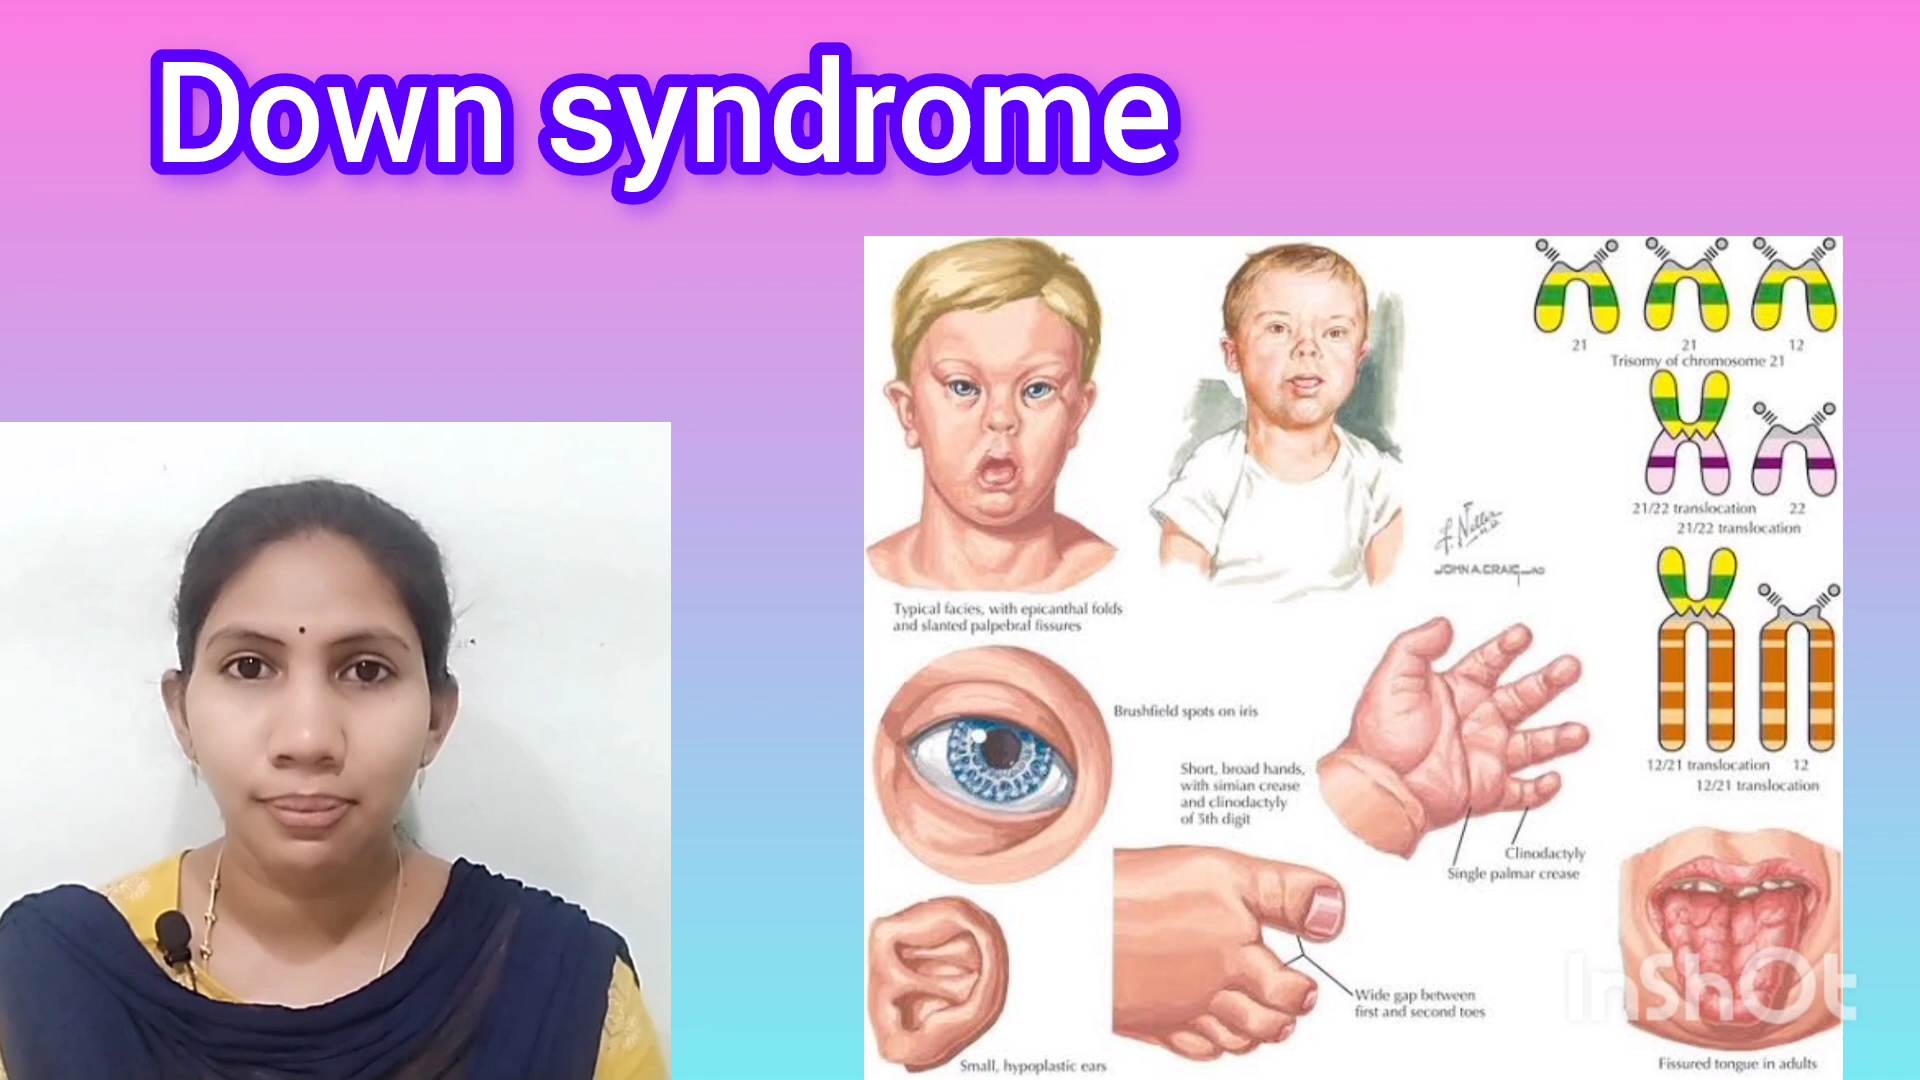 Down syndrome
21
21
12
Trisomy of chromosome 21
21/22 translocation
22
21/22 translocation
JOHN A. CRAIG—AD
Typical facies, with epicanthal folds
and slanted palpebral fissures
Brushfield spots on iris
Short, broad hands,
with simian crease
and clinodactyly
of 5th digit
12/21 translocation
12
12/21 translocation
Clinodactyly
Single palmar crease
Wide gap between
first and second toes
Small, hypoplastic ears
Fissured tongue in adults
InShOt